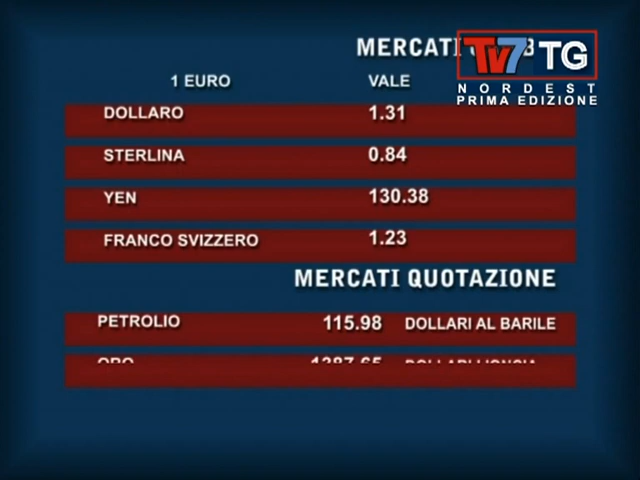 MERCATI
Tv7 TG
NORDEST
PRIMA EDIZIONE
1 EURO VALE
DOLLARO 1.31
STERLINA 0.84
YEN 130.38
FRANCO SVIZZERO 1.23
MERCATI QUOTAZIONE
PETROLIO 115.98 DOLLARI AL BARILE
ORO